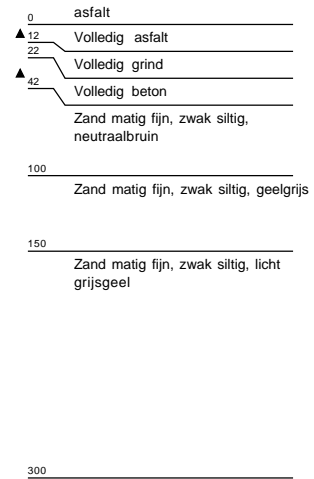 0 asfalt
12 Volledig asfalt
22
Volledig grind
42
Volledig beton
Zand matig fijn, zwak siltig,
neutraalbruin
100
Zand matig fijn, zwak siltig, geelgrijs
150
Zand matig fijn, zwak siltig, licht
grijsgeel
300